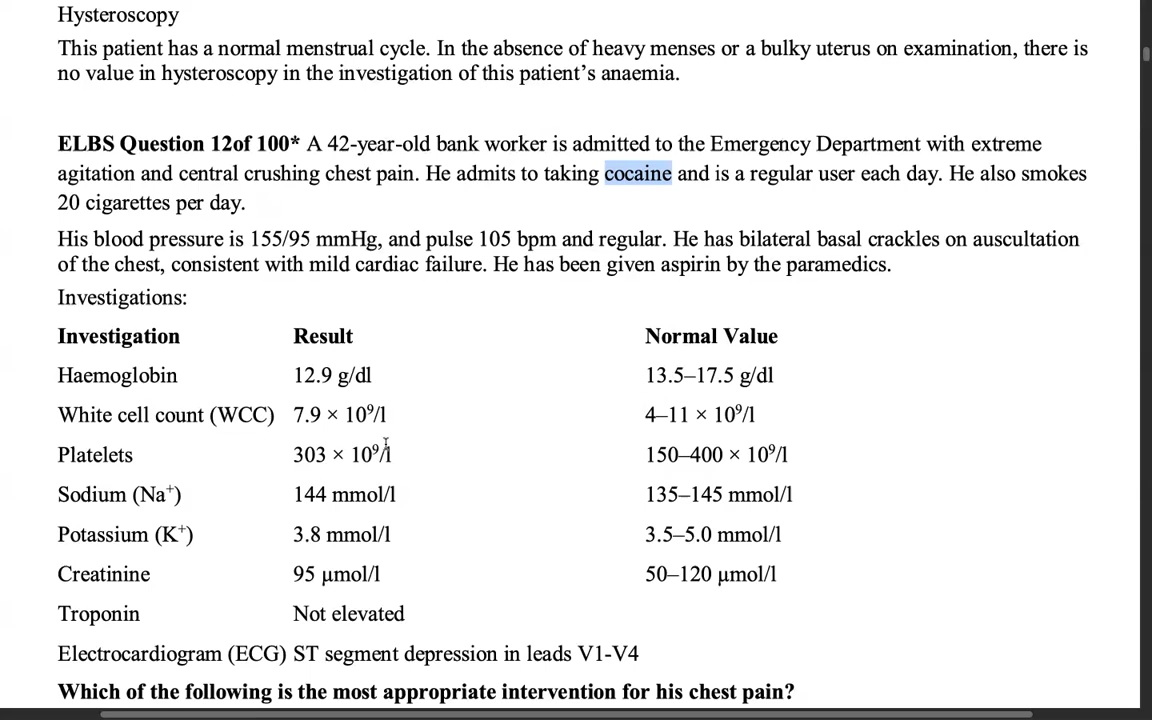 Hysteroscopy
This patient has a normal menstrual cycle. In the absence of heavy menses or a bulky uterus on examination, there is
no value in hysteroscopy in the investigation of this patient’s anaemia.
ELBS Question 12of 100* A 42-year-old bank worker is admitted to the Emergency Department with extreme
agitation and central crushing chest pain. He admits to taking cocaine and is a regular user each day. He also smokes
20 cigarettes per day.
His blood pressure is 155/95 mmHg, and pulse 105 bpm and regular. He has bilateral basal crackles on auscultation
of the chest, consistent with mild cardiac failure. He has been given aspirin by the paramedics.
Investigations:
Investigation Result Normal Value
Haemoglobin 12.9 g/dl 13.5–17.5 g/dl
White cell count (WCC) 7.9 × 10⁹/l 4–11 × 10⁹/l
Platelets 303 × 10⁹/l 150–400 × 10⁹/l
Sodium (Na⁺) 144 mmol/l 135–145 mmol/l
Potassium (K⁺) 3.8 mmol/l 3.5–5.0 mmol/l
Creatinine 95 µmol/l 50–120 µmol/l
Troponin Not elevated
Electrocardiogram (ECG) ST segment depression in leads V1-V4
Which of the following is the most appropriate intervention for his chest pain?